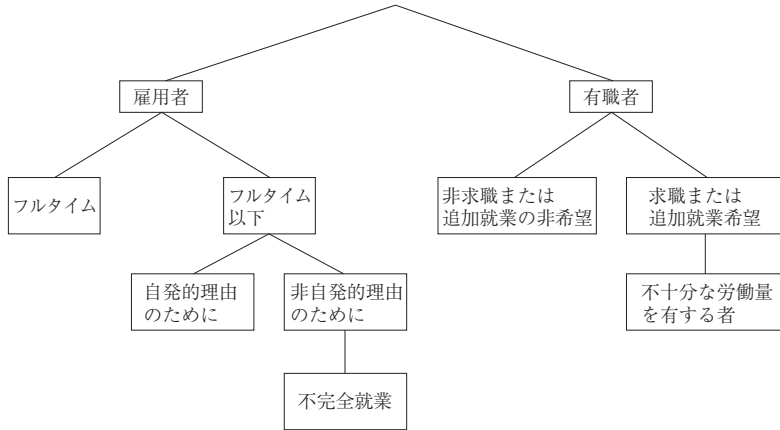 雇用者
有職者
フルタイム
フルタイム
以下
非求職または
追加就業の非希望
求職または
追加就業希望
自発的理由
のために
非自発的理由
のために
不十分な労働量
を有する者
不完全就業